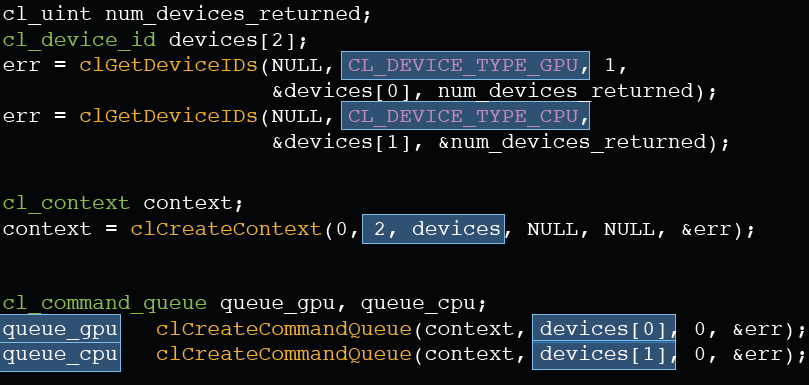 cl_uint num_devices_returned;
cl_device_id devices[2];
err = clGetDeviceIDs(NULL, CL_DEVICE_TYPE_GPU, 1,
&devices[0], num_devices_returned);
err = clGetDeviceIDs(NULL, CL_DEVICE_TYPE_CPU,
&devices[1], &num_devices_returned);
cl_context context;
context = clCreateContext(0, 2, devices, NULL, NULL, &err);
cl_command_queue queue_gpu, queue_cpu;
queue_gpu clCreateCommandQueue(context, devices[0], 0, &err);
queue_cpu clCreateCommandQueue(context, devices[1], 0, &err);